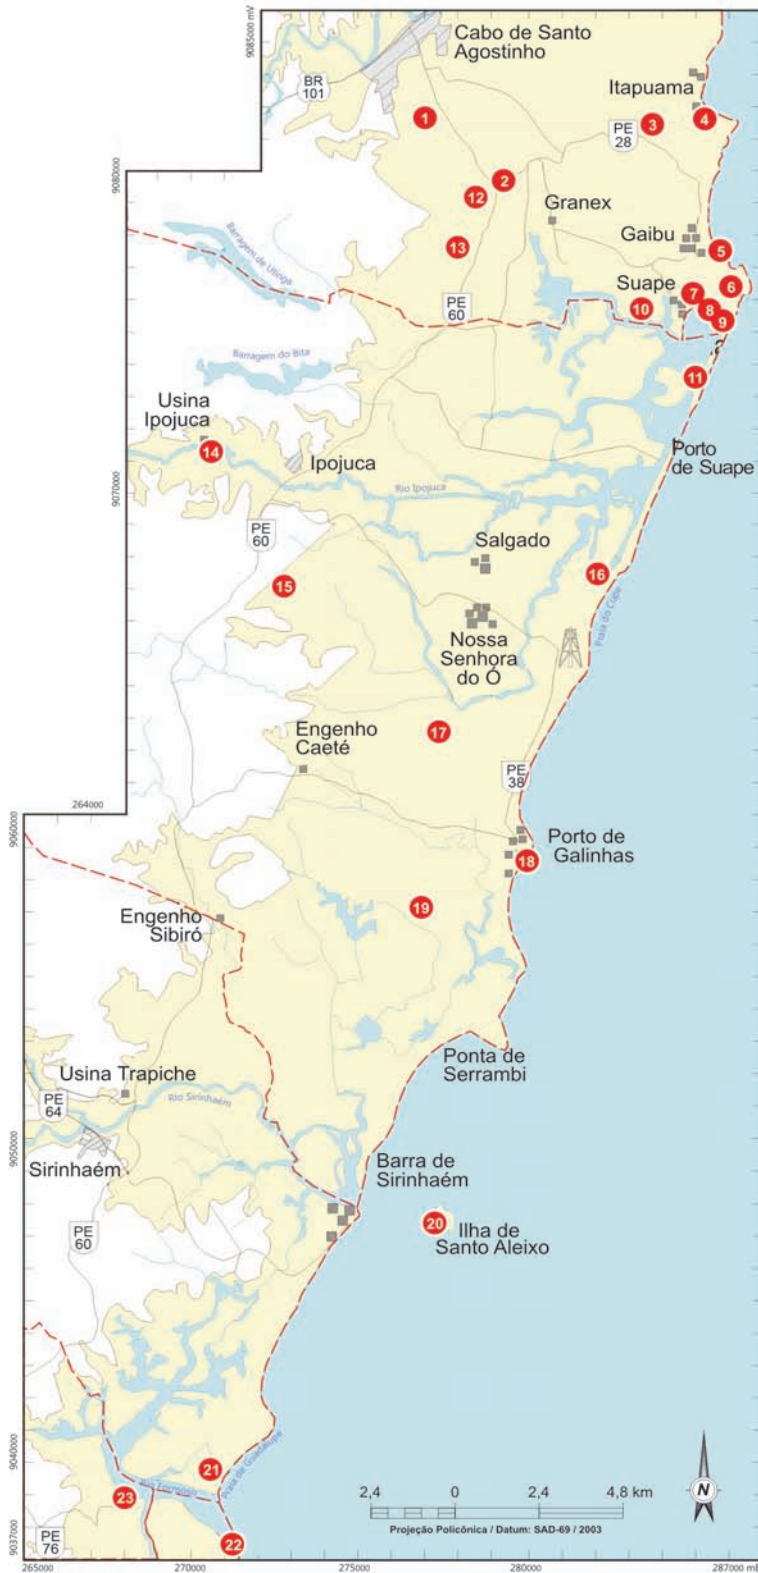 9085000 mV
Cabo de Santo
Agostinho
BR
101
Itapuama
1
3
4
PE
28
9080000
2
12
Granex
Gaibu
13
5
Barragem de Utinga
Suape
6
7
8
9
10
PE
60
Barragem do Bita
11
Usina
Ipojuca
14
Ipojuca
Porto
de Suape
Rio Ipojuca
9070000
PE
60
Salgado
15
16
Praia do Cupe
Nossa
Senhora
do Ó
17
Engenho
Caeté
PE
38
264000
9060000
Porto de
Galinhas
18
19
Engenho
Sibiró
Ponta de
Serrambi
Usina Trapiche
PE
64
Rio Sirinhaém
9050000
Sirinhaém
Barra de
Sirinhaém
PE
60
20
Ilha de
Santo Aleixo
9040000
21
Praia de Guadalupe
Rio Formoso
23
2,4 0 2,4 4,8 km
N
Projeção Policônica / Datum: SAD-69 / 2003
9037000
PE
76
22
265000 270000 275000 280000 287000 mE